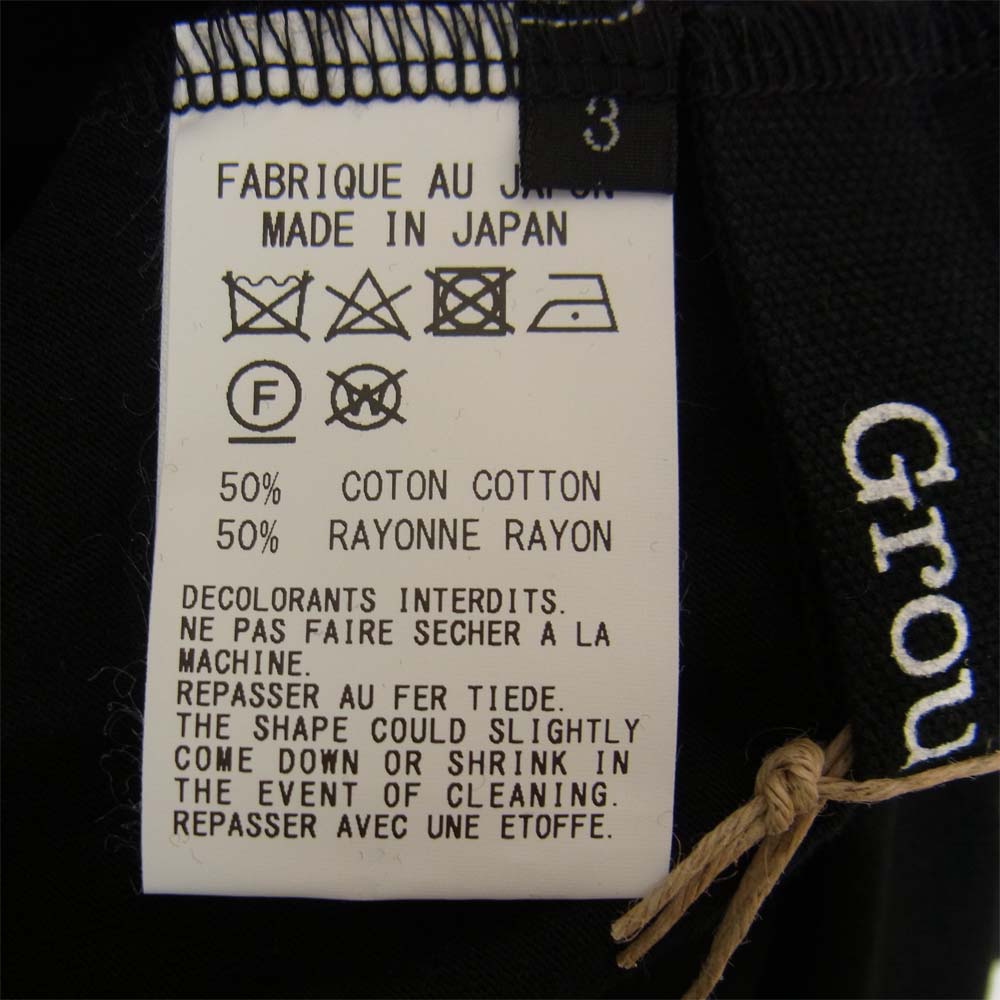 3
FABRIQUE AU JAPON
MADE IN JAPAN
F W
50% COTON COTTON
50% RAYONNE RAYON
DECOLORANTS INTERDITS.
NE PAS FAIRE SECHER A LA
MACHINE.
REPASSER AU FER TIEDE.
THE SHAPE COULD SLIGHTLY
COME DOWN OR SHRINK IN
THE EVENT OF CLEANING.
REPASSER AVEC UNE ETOFFE.
Grou